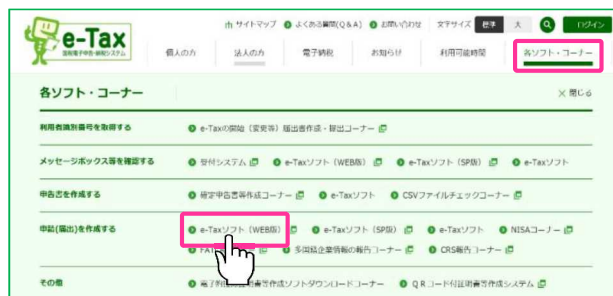 サイトマップ よくある質問(Q&A) お問い合わせ 文字サイズ 標準 大 ログイン
e-Tax
国税電子申告・納税システム
個人の方 法人の方 電子納税 お知らせ 利用可能時間 各ソフト・コーナー
各ソフト・コーナー 閉じる
利用者識別番号を取得する e-Taxの開始(変更等)届出書作成・提出コーナー
メッセージボックス等を確認する 受付システム e-Taxソフト(WEB版) e-Taxソフト(SP版) e-Taxソフト
申告書を作成する 確定申告書等作成コーナー e-Taxソフト CSVファイルチェックコーナー
申請(届出)を作成する e-Taxソフト(WEB版) e-Taxソフト(SP版) e-Taxソフト NISAコーナー
FAT 多国籍企業情報の報告コーナー CRS報告コーナー
その他 電子的 証明書等作成ソフトダウンロードコーナー QRコード付証明書等作成システム